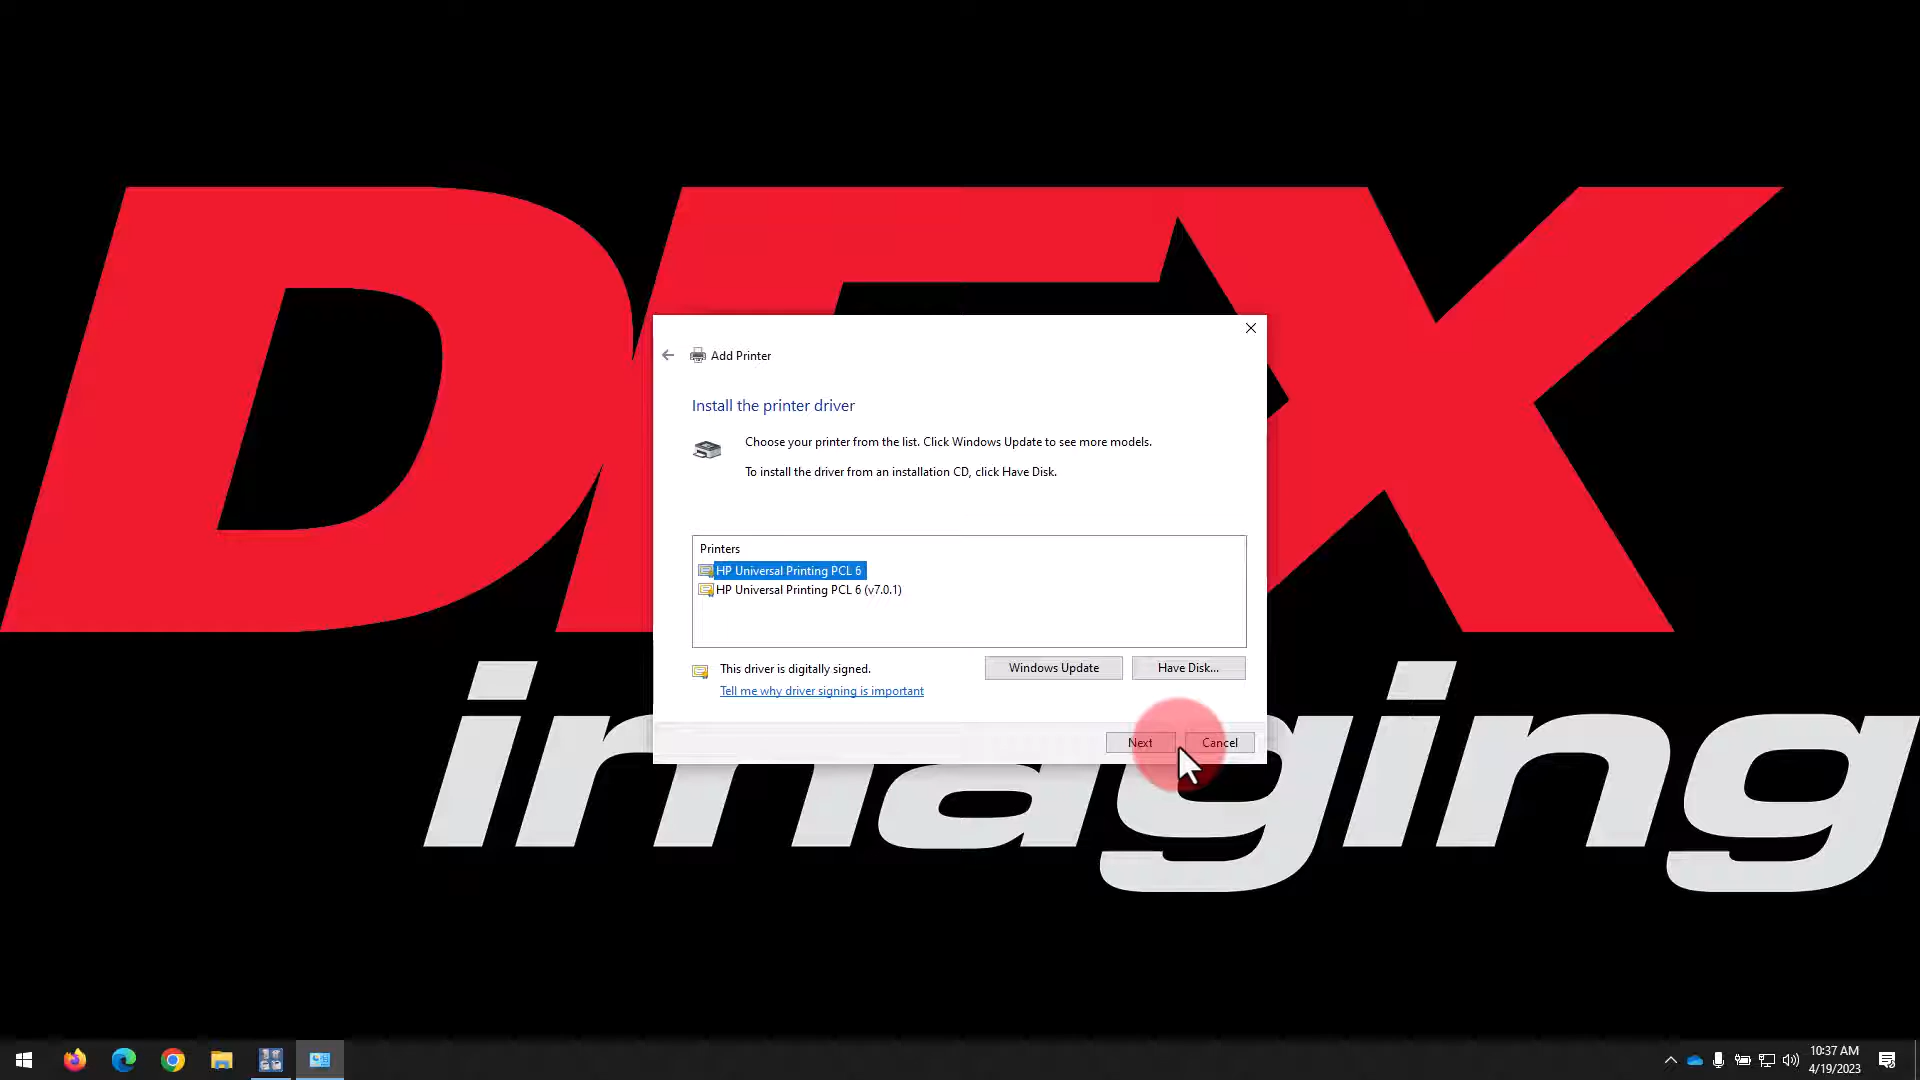 DEX
imaging
Add Printer
Install the printer driver
Choose your printer from the list. Click Windows Update to see more models.
To install the driver from an installation CD, click Have Disk.
Printers
HP Universal Printing PCL 6
HP Universal Printing PCL 6 (v7.0.1)
This driver is digitally signed.
Tell me why driver signing is important
Windows Update
Have Disk...
Next
Cancel
10:37 AM
4/19/2023